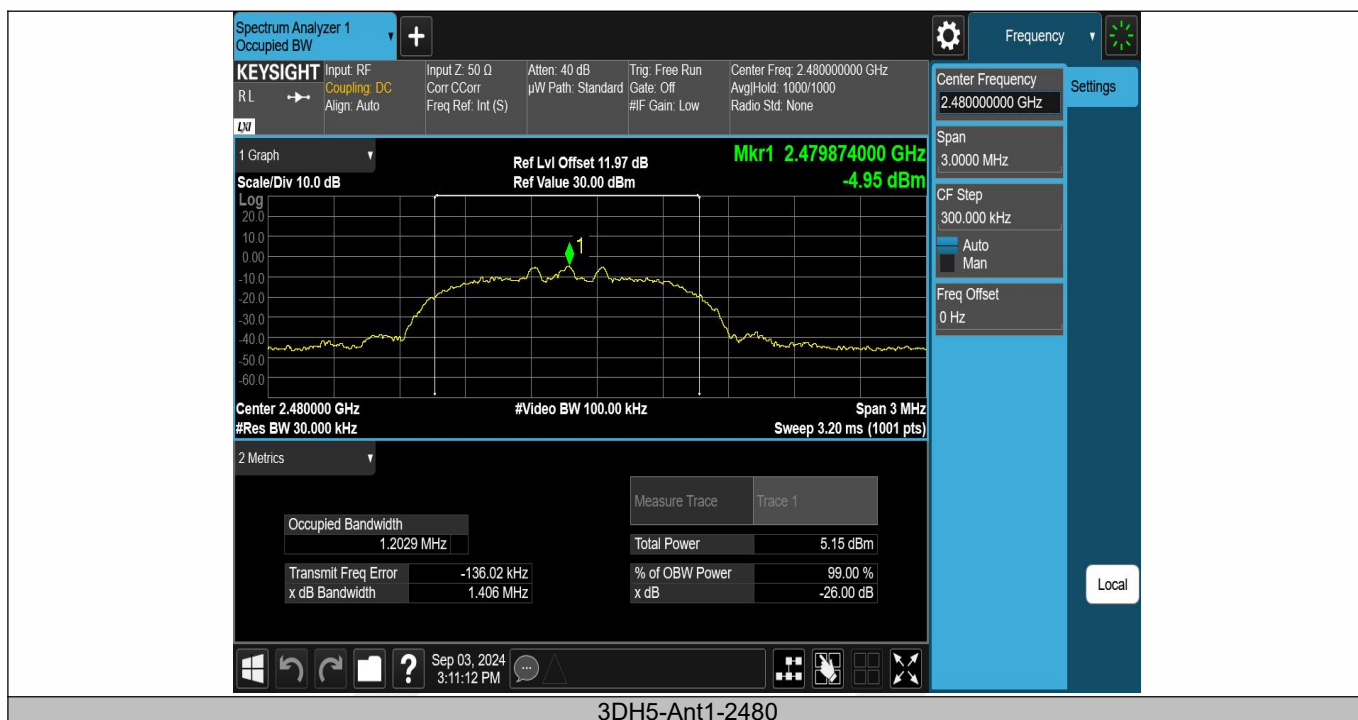 Spectrum Analyzer 1
Occupied BW
Frequency
KEYSIGHT
RL
LXI
Input: RF
Coupling: DC
Align: Auto
Input Z: 50 Ω
Corr CCorr
Freq Ref: Int (S)
Atten: 40 dB
µW Path: Standard
Trig: Free Run
Gate: Off
#IF Gain: Low
Center Freq: 2.480000000 GHz
Avg|Hold: 1000/1000
Radio Std: None
Center Frequency
2.480000000 GHz
Settings
Span
3.0000 MHz
CF Step
300.000 kHz
Auto
Man
Freq Offset
0 Hz
Local
1 Graph
Scale/Div 10.0 dB
Ref Lvl Offset 11.97 dB
Ref Value 30.00 dBm
Mkr1 2.479874000 GHz
-4.95 dBm
Log
20.0
10.0
0.00
-10.0
-20.0
-30.0
-40.0
-50.0
-60.0
1
Center 2.480000 GHz
#Res BW 30.000 kHz
#Video BW 100.00 kHz
Span 3 MHz
Sweep 3.20 ms (1001 pts)
2 Metrics
Measure Trace Trace 1
Occupied Bandwidth
1.2029 MHz
Total Power 5.15 dBm
Transmit Freq Error -136.02 kHz
% of OBW Power 99.00 %
x dB Bandwidth 1.406 MHz
x dB -26.00 dB
Sep 03, 2024
3:11:12 PM
3DH5-Ant1-2480